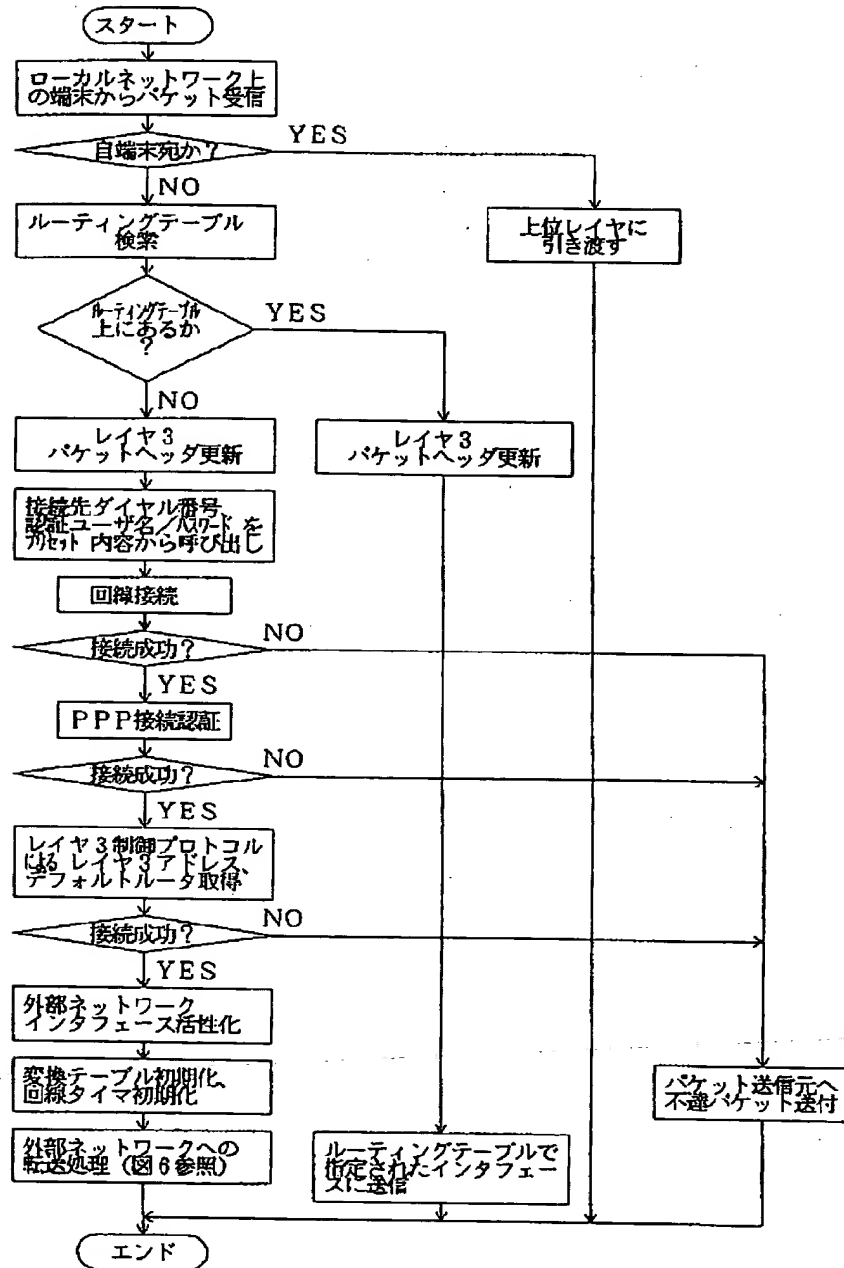 スタート
ローカルネットワーク上
の端末からパケット受信
自端末宛か?
YES
NO
ルーティングテーブル
検索
上位レイヤに
引き渡す
ルーティングテーブル
上にあるか
?
YES
NO
レイヤ3
パケットヘッダ更新
レイヤ3
パケットヘッダ更新
接続先ダイヤル番号、
認証ユーザ名/パスワード を
プリセット 内容から呼び出し
回線接続
接続成功?
NO
YES
PPP接続認証
接続成功?
NO
YES
レイヤ3制御プロトコル
による レイヤ3アドレス、
デフォルトルータ取得、
接続成功?
NO
YES
外部ネットワーク
インタフェース活性化
変換テーブル初期化、
回線タイマ初期化
パケット送信元へ
不達パケット送付
外部ネットワークへの
転送処理(図6参照)
ルーティングテーブルで
指定されたインタフェー
スに送信
エンド